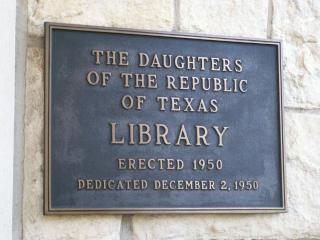 THE DAUGHTERS
OF THE REPUBLIC
OF TEXAS
LIBRARY
ERECTED 1950
DEDICATED DECEMBER 2, 1950